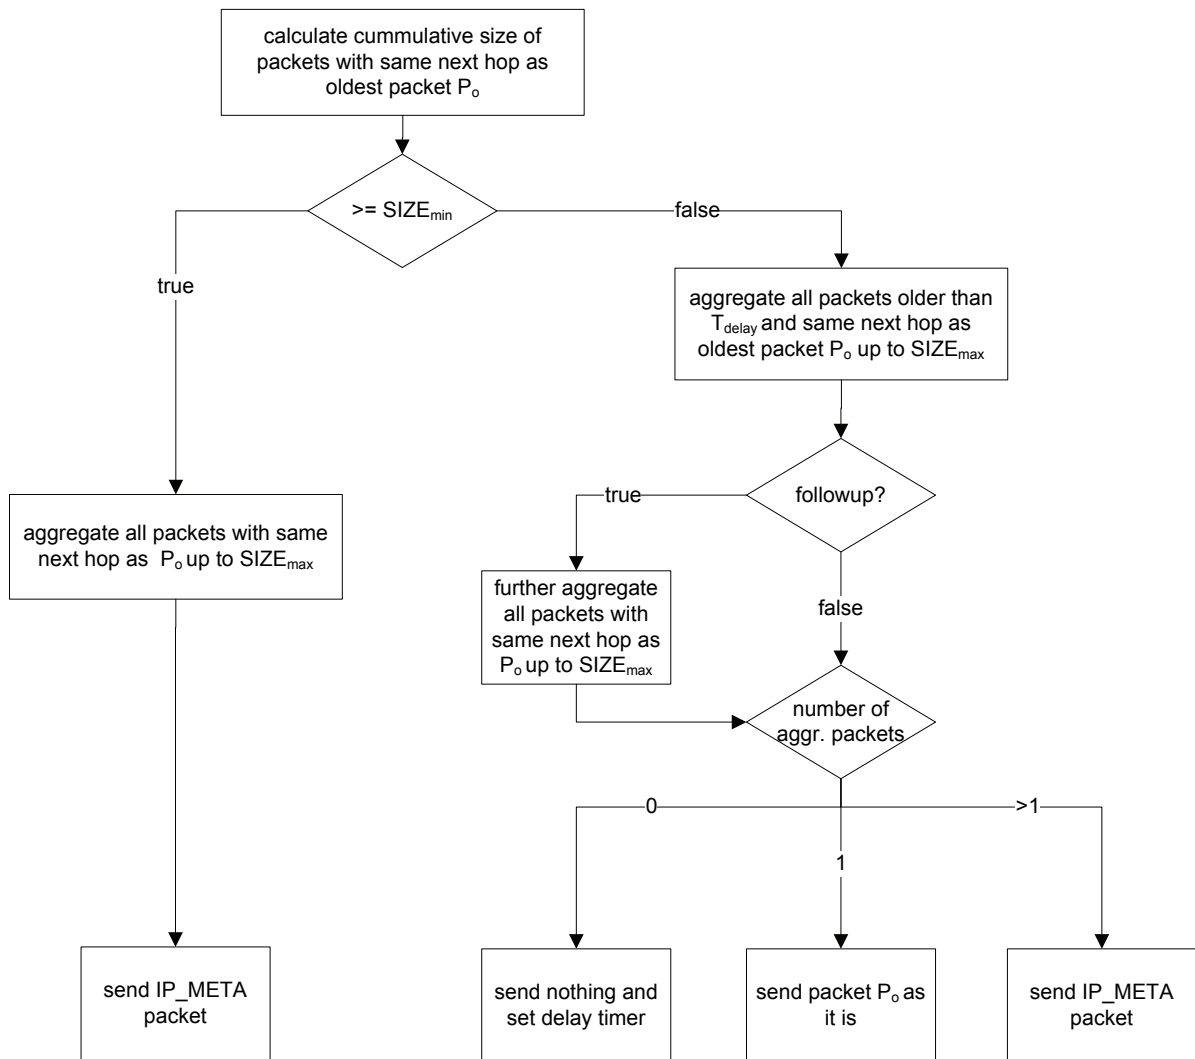 calculate cummulative size of
packets with same next hop as
oldest packet Po
>= SIZEmin
false
true
aggregate all packets older than
Tdelay and same next hop as
oldest packet Po up to SIZEmax
followup?
true
aggregate all packets with same
next hop as Po up to SIZEmax
further aggregate
all packets with
same next hop as
Po up to SIZEmax
false
number of
aggr. packets
0
>1
1
send IP_META
packet
send nothing and
set delay timer
send packet Po as
it is
send IP_META
packet